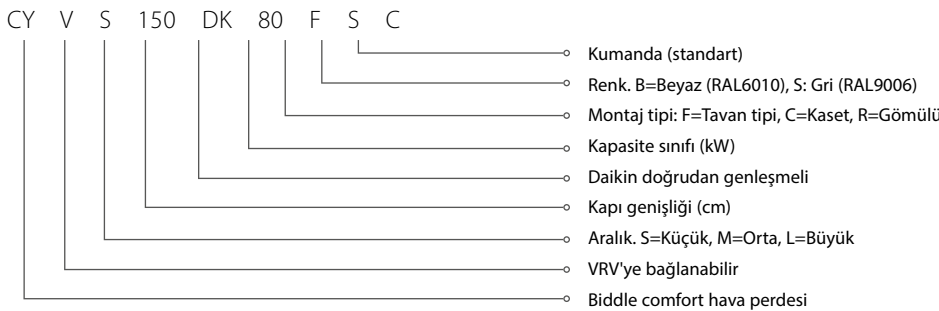 CY V S 150 DK 80 F S C
Kumanda (standart)
Renk. B=Beyaz (RAL6010), S: Gri (RAL9006)
Montaj tipi: F=Tavan tipi, C=Kaset, R=Gömülü
Kapasite sınıfı (kW)
Daikin doğrudan genleşmeli
Kapı genişliği (cm)
Aralık. S=Küçük, M=Orta, L=Büyük
VRV'ye bağlanabilir
Biddle comfort hava perdesi